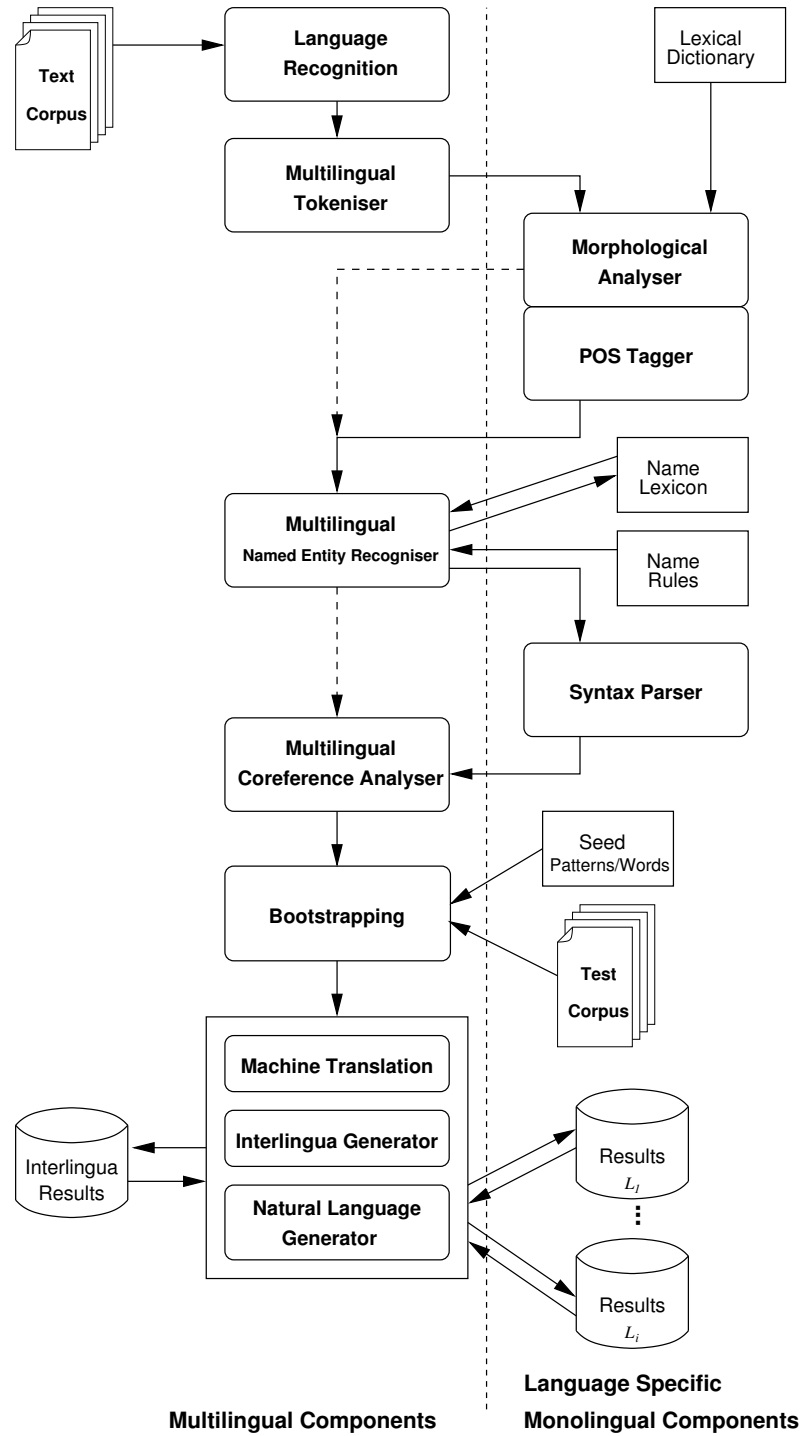 Language
Recognition
Lexical
Dictionary
Text
Corpus
Multilingual
Tokeniser
Morphological
Analyser
POS Tagger
Name
Lexicon
Multilingual
Named Entity Recogniser
Name
Rules
Syntax Parser
Multilingual
Coreference Analyser
Seed
Patterns/Words
Bootstrapping
Test
Corpus
Machine Translation
Interlingua Generator
Interlingua
Results
Results
L1
Natural Language
Generator
Results
Li
Language Specific
Multilingual Components
Monolingual Components